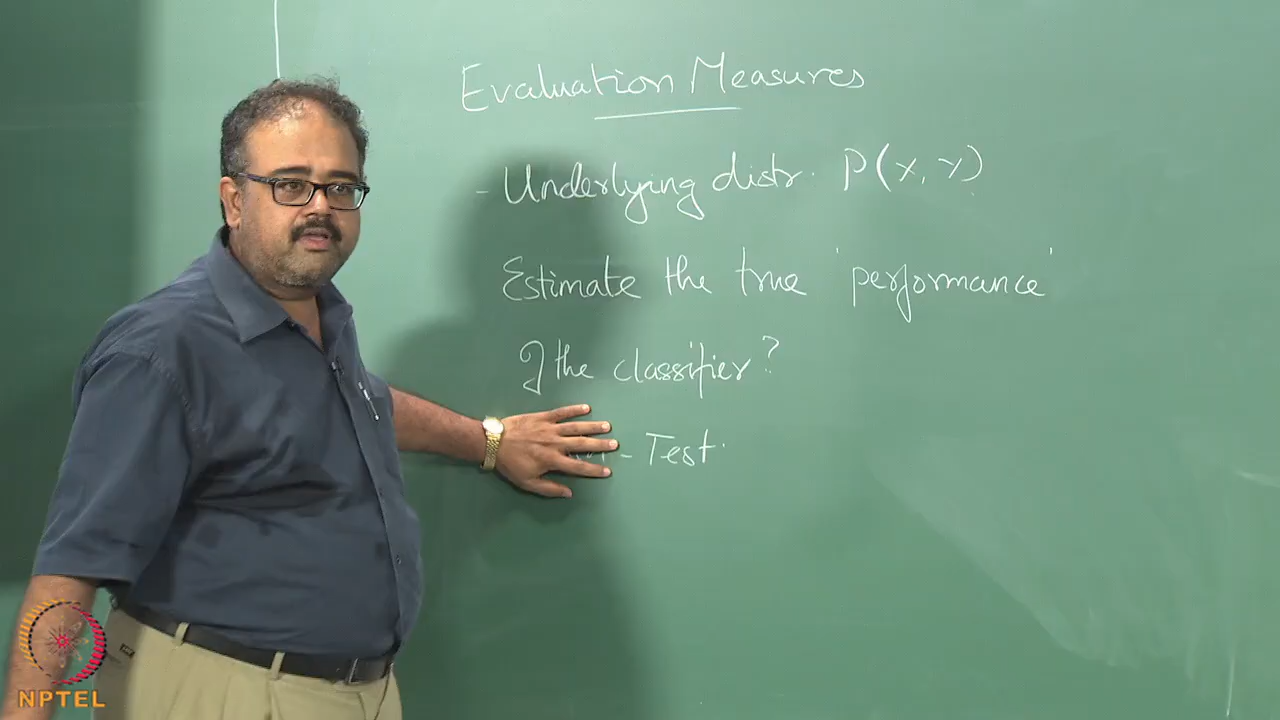 Evaluation Measures
- Underlying distr. P(x, y)
Estimate the true 'performance'
of the classifier?
- Test.
NPTEL